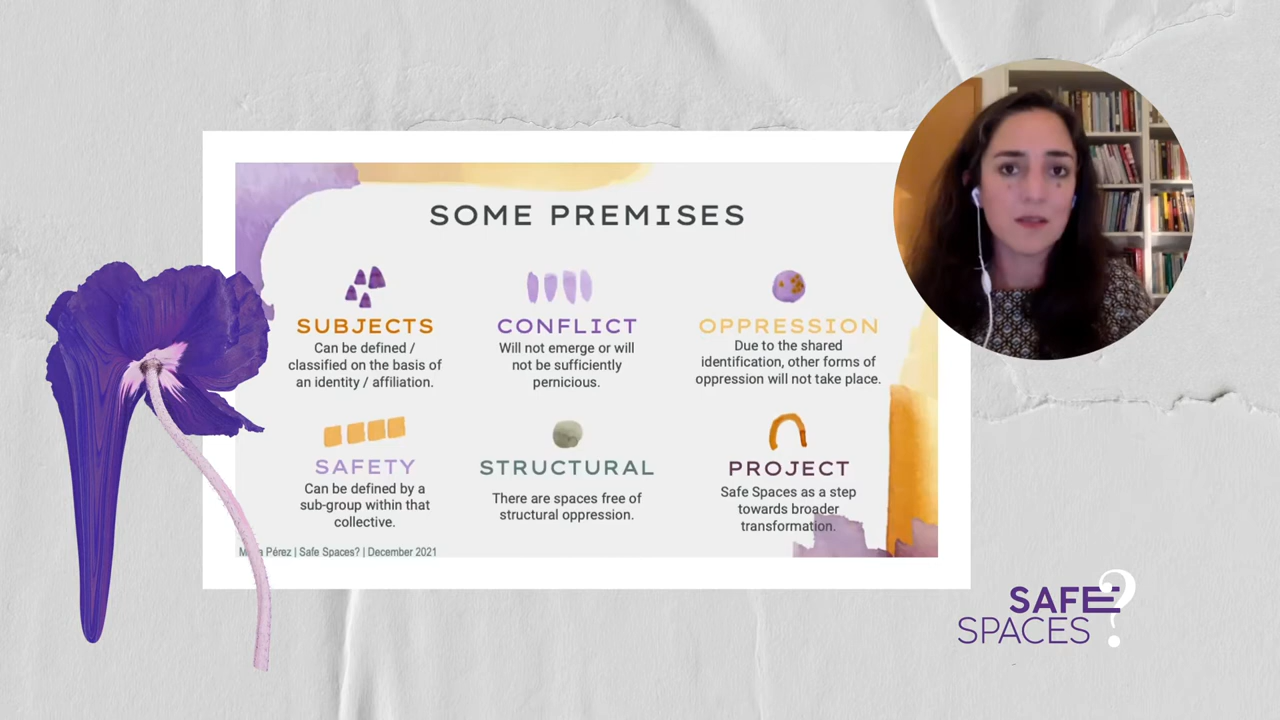 SOME PREMISES
SUBJECTS
Can be defined /
classified on the basis of
an identity / affiliation.
CONFLICT
Will not emerge or will
not be sufficiently
pernicious.
OPPRESSION
Due to the shared
identification, other forms of
oppression will not take place.
SAFETY
Can be defined by a
sub-group within that
collective.
STRUCTURAL
There are spaces free of
structural oppression.
PROJECT
Safe Spaces as a step
towards broader
transformation.
Pérez | Safe Spaces? | December 2021
SAFE
SPACES?